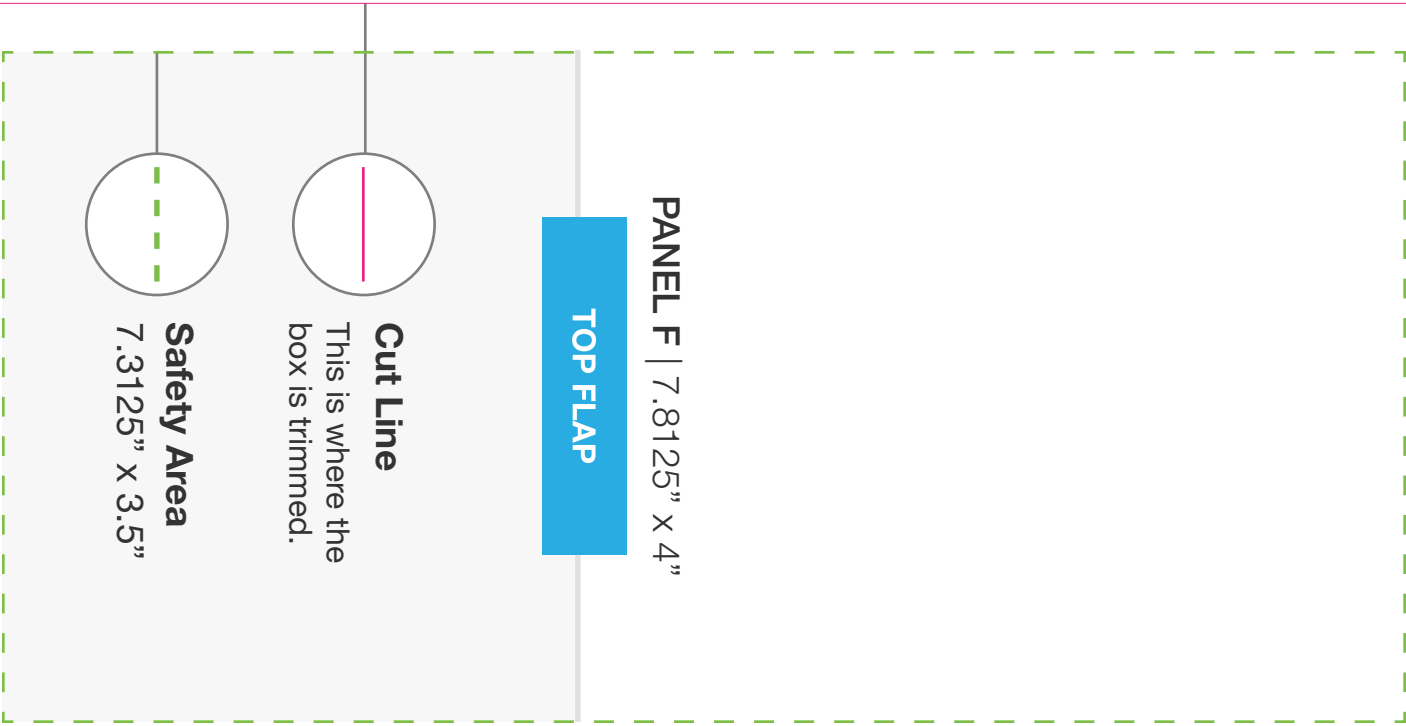 PANEL F | 7.8125” x 4”
TOP FLAP
Cut Line
This is where the
box is trimmed.
Safety Area
7.3125” x 3.5”